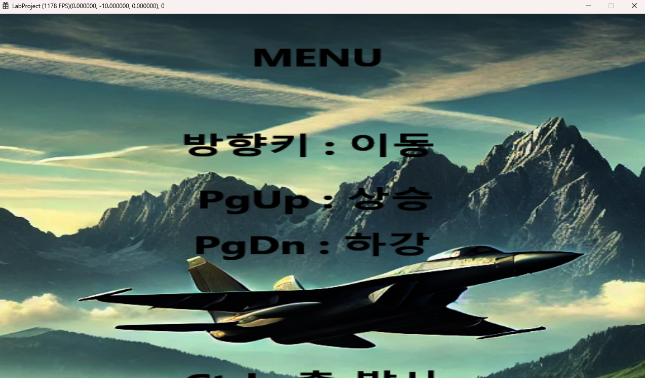 LabProject (1178 FPS)(0.000000, -10.000000, 0.000000), 0
MENU
방향키 : 이동
PgUp : 상승
PgDn : 하강